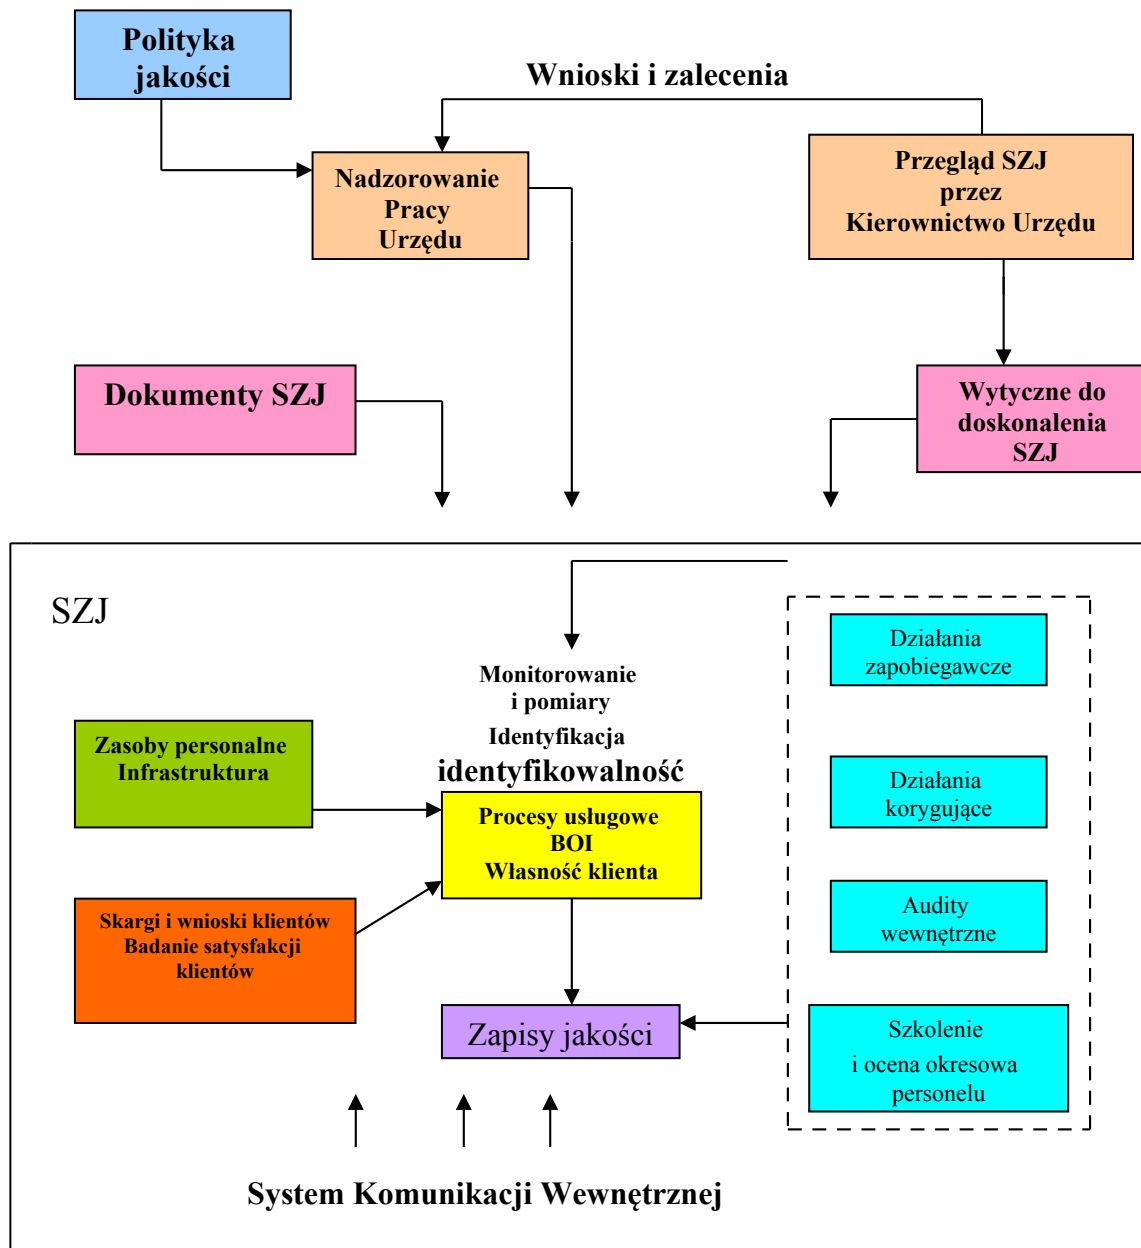 Polityka
jakości
Wnioski i zalecenia
Nadzorowanie
Pracy
Urzędu
Przegląd SZJ
przez
Kierownictwo Urzędu
Dokumenty SZJ
Wytyczne do
doskonalenia
SZJ
SZJ
Monitorowanie
i pomiary
Identyfikacja
identyfikowalność
Zasoby personalne
Infrastruktura
Procesy usługowe
BOI
Własność klienta
Skargi i wnioski klientów
Badanie satysfakcji
klientów
Zapisy jakości
Działania
zapobiegawcze
Działania
korygujące
Audity
wewnętrzne
Szkolenie
i ocena okresowa
personelu
System Komunikacji Wewnętrznej